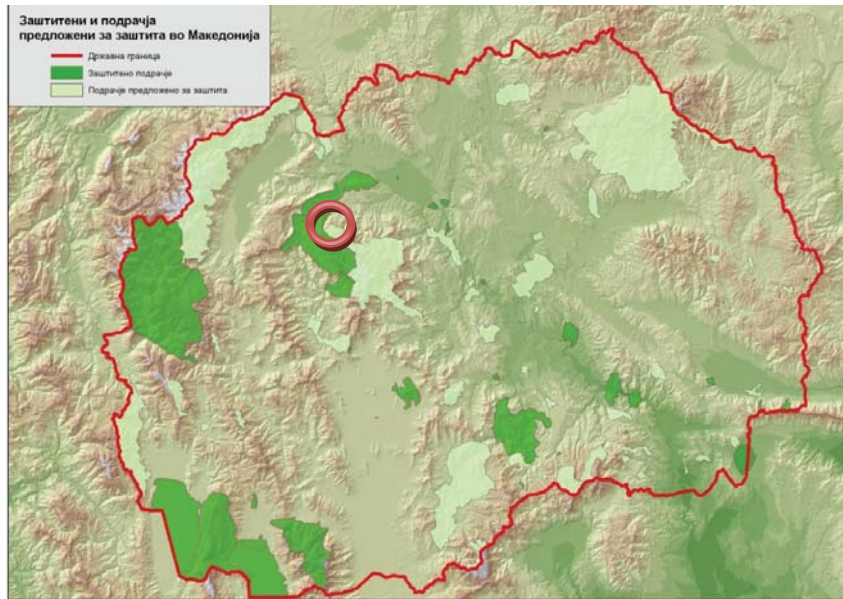 Заштитени и подрачја
предложени за заштита во Македонија
Државна граница
Заштитено подрачје
Подрачје предложено за заштита